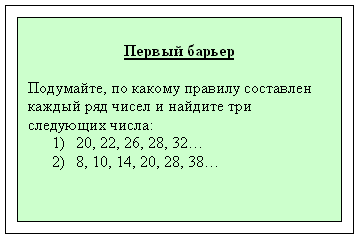 Первый барьер
Подумайте, по какому правилу составлен
каждый ряд чисел и найдите три
следующих числа:
1) 20, 22, 26, 28, 32…
2) 8, 10, 14, 20, 28, 38…